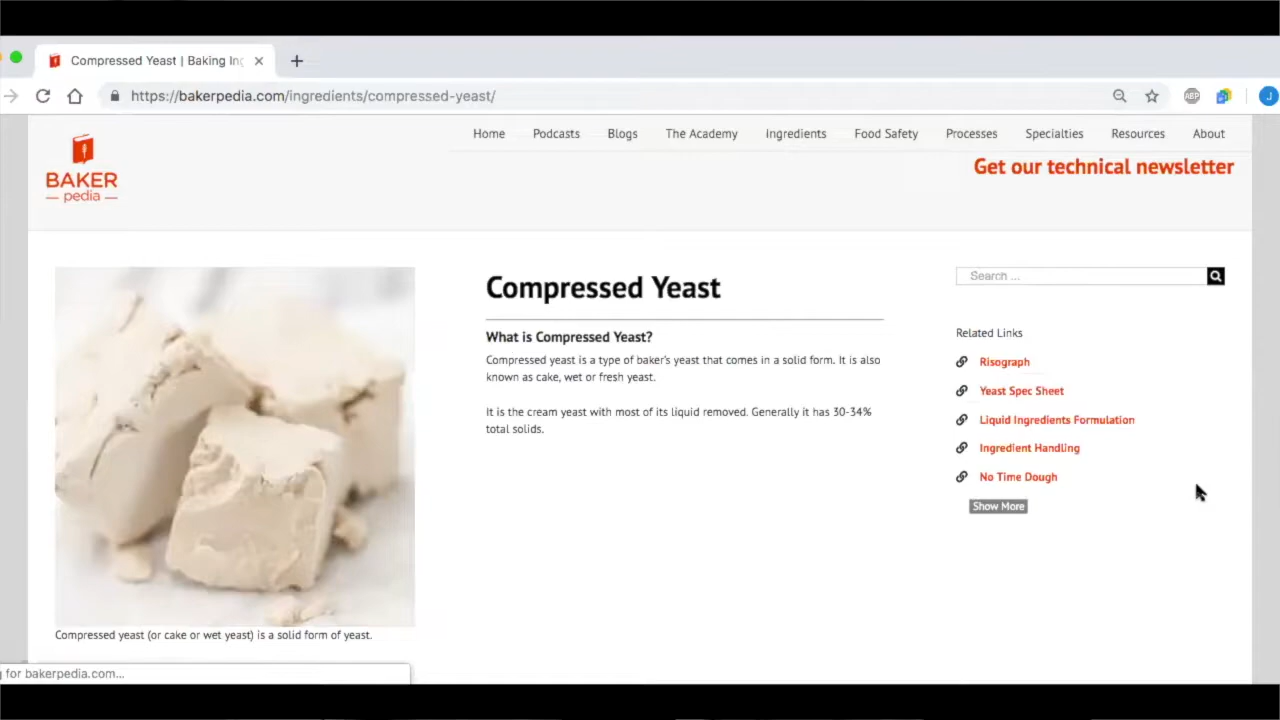 Compressed Yeast | Baking In
https://bakerpedia.com/ingredients/compressed-yeast/
ABP
J
Home Podcasts Blogs The Academy Ingredients Food Safety Processes Specialties Resources About
BAKER
pedia
Get our technical newsletter
Compressed Yeast
What is Compressed Yeast?
Compressed yeast is a type of baker's yeast that comes in a solid form. It is also
known as cake, wet or fresh yeast.
It is the cream yeast with most of its liquid removed. Generally it has 30-34%
total solids.
Search ...
Related Links
Risograph
Yeast Spec Sheet
Liquid Ingredients Formulation
Ingredient Handling
No Time Dough
Show More
Compressed yeast (or cake or wet yeast) is a solid form of yeast.
g for bakerpedia.com...